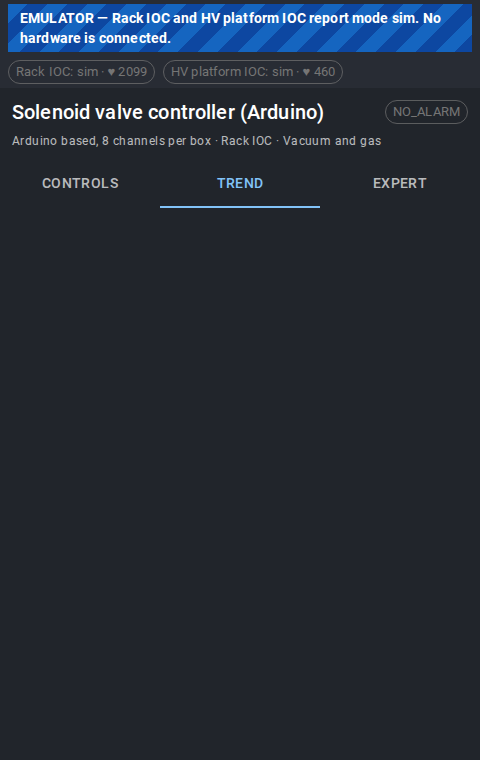 EMULATOR — Rack IOC and HV platform IOC report mode sim. No
hardware is connected.
Rack IOC: sim · ♥ 2099
HV platform IOC: sim · ♥ 460
Solenoid valve controller (Arduino)
NO_ALARM
Arduino based, 8 channels per box · Rack IOC · Vacuum and gas
CONTROLS
TREND
EXPERT